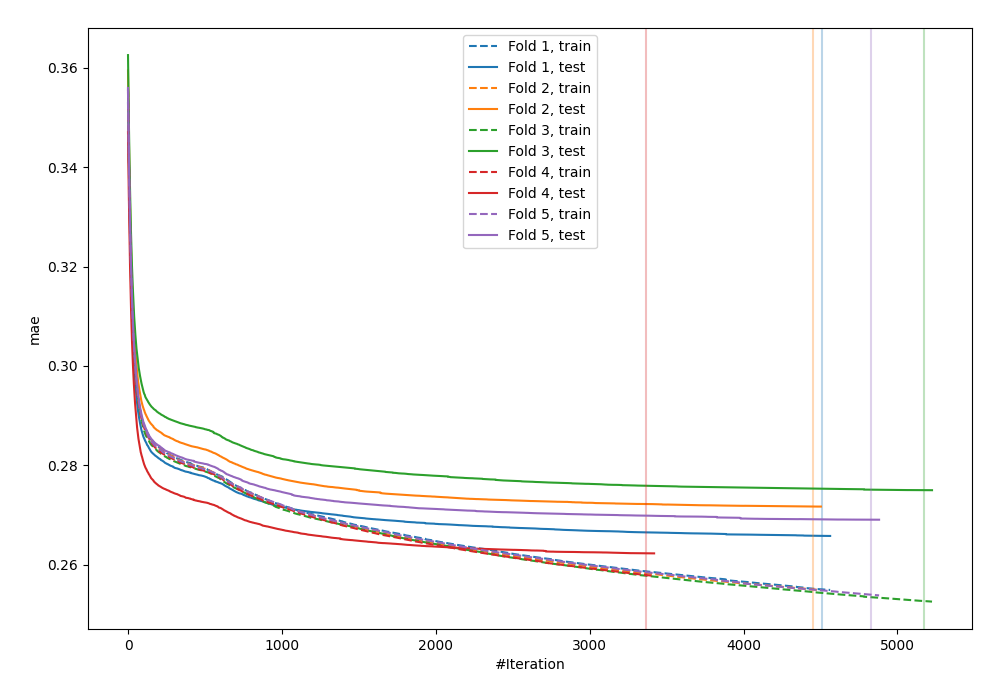 0.36
0.34
0.32
0.30
0.28
0.26
mae
0
1000
2000
3000
4000
5000
#Iteration
Fold 1, train
Fold 1, test
Fold 2, train
Fold 2, test
Fold 3, train
Fold 3, test
Fold 4, train
Fold 4, test
Fold 5, train
Fold 5, test